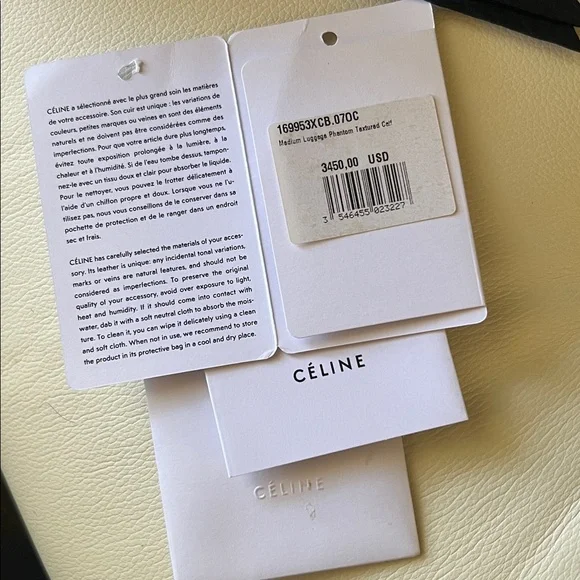 CÉLINE a sélectionné avec le plus grand soin les matières
de votre accessoire. Son cuir est unique : les variations de
couleurs, petites marques ou veines en sont des éléments
naturels et ne doivent pas être considérées comme des
imperfections. Pour que votre article dure plus longtemps,
évitez toute exposition prolongée à la lumière, à la
chaleur et à l'humidité. Si de l'eau tombe dessus, tampon-
nez-le avec un tissu doux et clair pour absorber le liquide.
Pour le nettoyer, vous pouvez le frotter délicatement à
l'aide d'un chiffon propre et doux. Lorsque vous ne l'u-
tilisez pas, nous vous conseillons de le conserver dans sa
pochette de protection et de le ranger dans un endroit
sec et frais.
CÉLINE has carefully selected the materials of your acces-
sory. Its leather is unique: any incidental tonal variations,
marks or veins are natural features, and should not be
considered as imperfections. To preserve the original
quality of your accessory, avoid over exposure to light,
heat and humidity. If it should come into contact with
water, dab it with a soft neutral cloth to absorb the mois-
ture. To clean it, you can wipe it delicately using a clean
and soft cloth. When not in use, we recommend to store
the product in its protective bag in a cool and dry place.
169953XCB.07OC
Medium Luggage Phantom Textured Calf
3450,00 USD
3 546455 023227
CÉLINE
CÉLINE